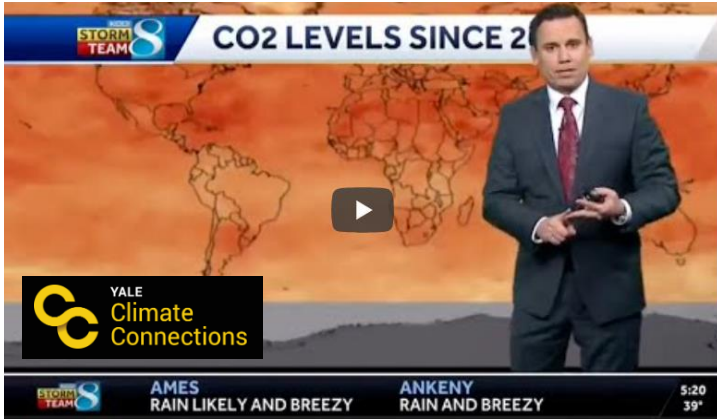 KCCI
STORM TEAM 8
CO2 LEVELS SINCE 2
YALE
Climate
Connections
STORM TEAM 8
AMES
RAIN LIKELY AND BREEZY
ANKENY
RAIN AND BREEZY
5:20
39°